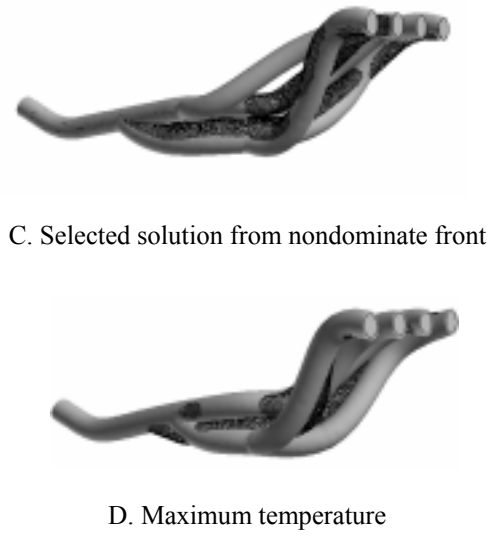 C. Selected solution from nondominate front
D. Maximum temperature